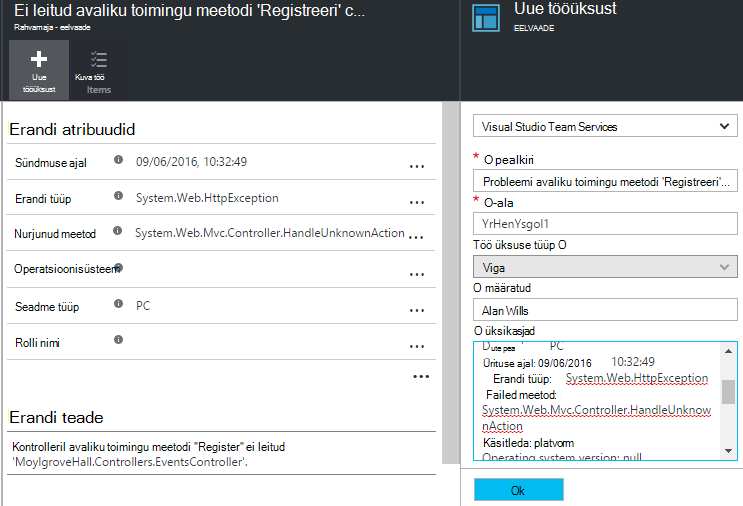 Ei leitud avaliku toimingu meetodi 'Registreeri' c...
Rahvamaja - eelvaade
Uue
tööüksust
Kuva töö
Items
Erandi atribuudid
Sündmuse ajal 09/06/2016, 10:32:49 ...
Erandi tüüp System.Web.HttpException ...
Nurjunud meetod System.Web.Mvc.Controller.HandleUnknownAction ...
Operatsioonisüsteem ...
Seadme tüüp PC ...
Rolli nimi ...
...
Erandi teade
Kontrolleril avaliku toimingu meetodi "Register" ei leitud
'MoylgroveHall.Controllers.EventsController'.
Uue tööüksust
EELVAADE
Visual Studio Team Services
* O pealkiri
Probleemi avaliku toimingu meetodi 'Registreeri'...
* O-ala
YrHenYsgol1
Töö üksuse tüüp O
Viga
O määratud
Alan Wills
O üksikasjad
PC
Ürituse ajal: 09/06/2016 10:32:49
Erandi tüüp: System.Web.HttpException
Failed meetod:
System.Web.Mvc.Controller.HandleUnknow
nAction
Käsitleda: platvorm
Operating system version: null
Ok